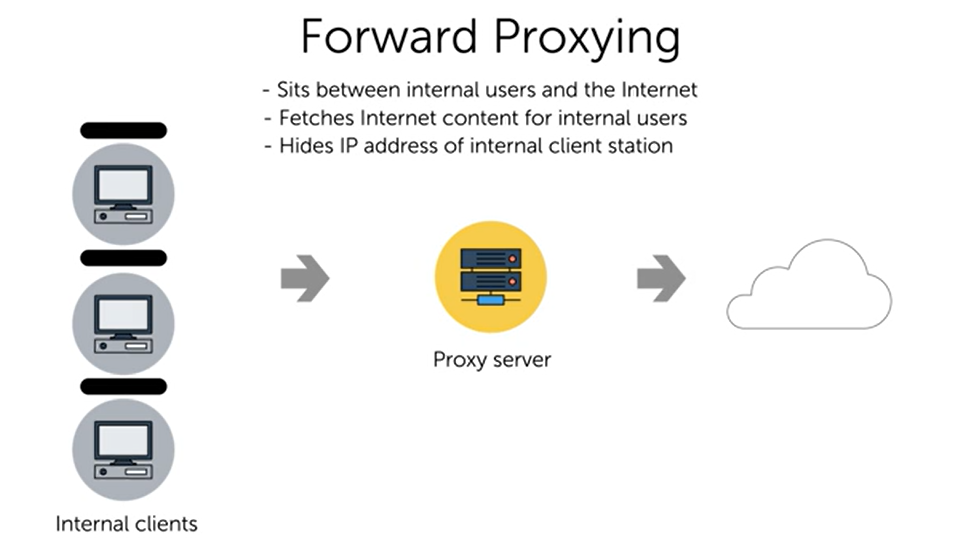 Forward Proxying
- Sits between internal users and the Internet
- Fetches Internet content for internal users
- Hides IP address of internal client station
Proxy server
Internal clients